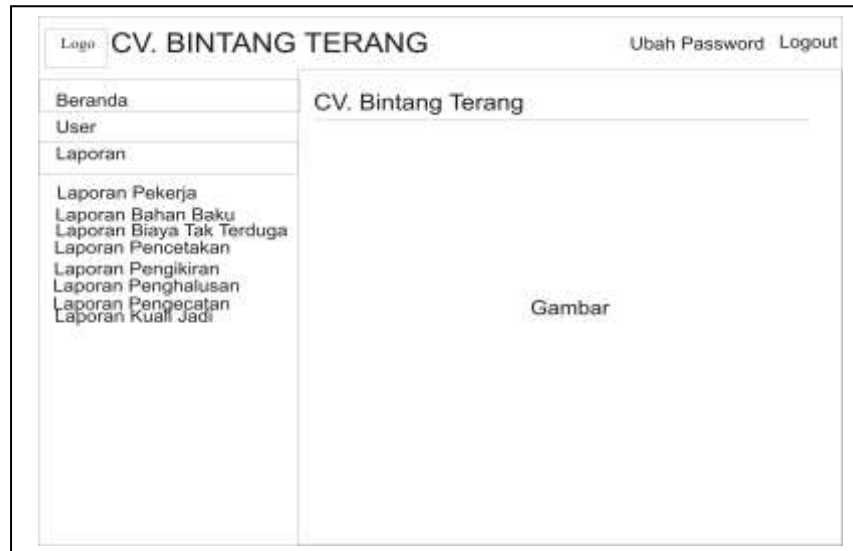 Logo CV. BINTANG TERANG Ubah Password Logout
Beranda
User
Laporan
Laporan Pekerja
Laporan Bahan Baku
Laporan Biaya Tak Terduga
Laporan Pencetakan
Laporan Pengikiran
Laporan Penghalusan
Laporan Pengecatan
Laporan Kuali Jadi
CV. Bintang Terang
Gambar